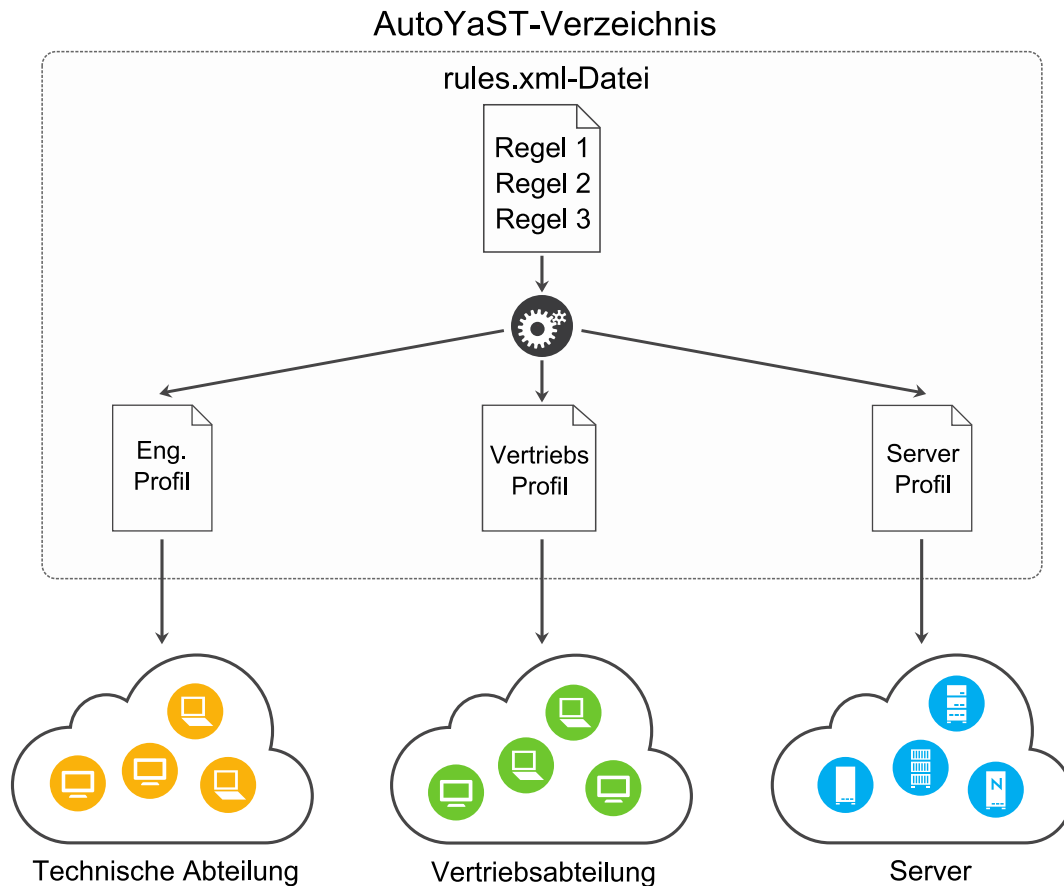 AutoYaST-Verzeichnis
rules.xml-Datei
Regel 1
Regel 2
Regel 3
Eng.
Profil
Vertriebs
Profil
Server
Profil
N
Technische Abteilung
Vertriebsabteilung
Server